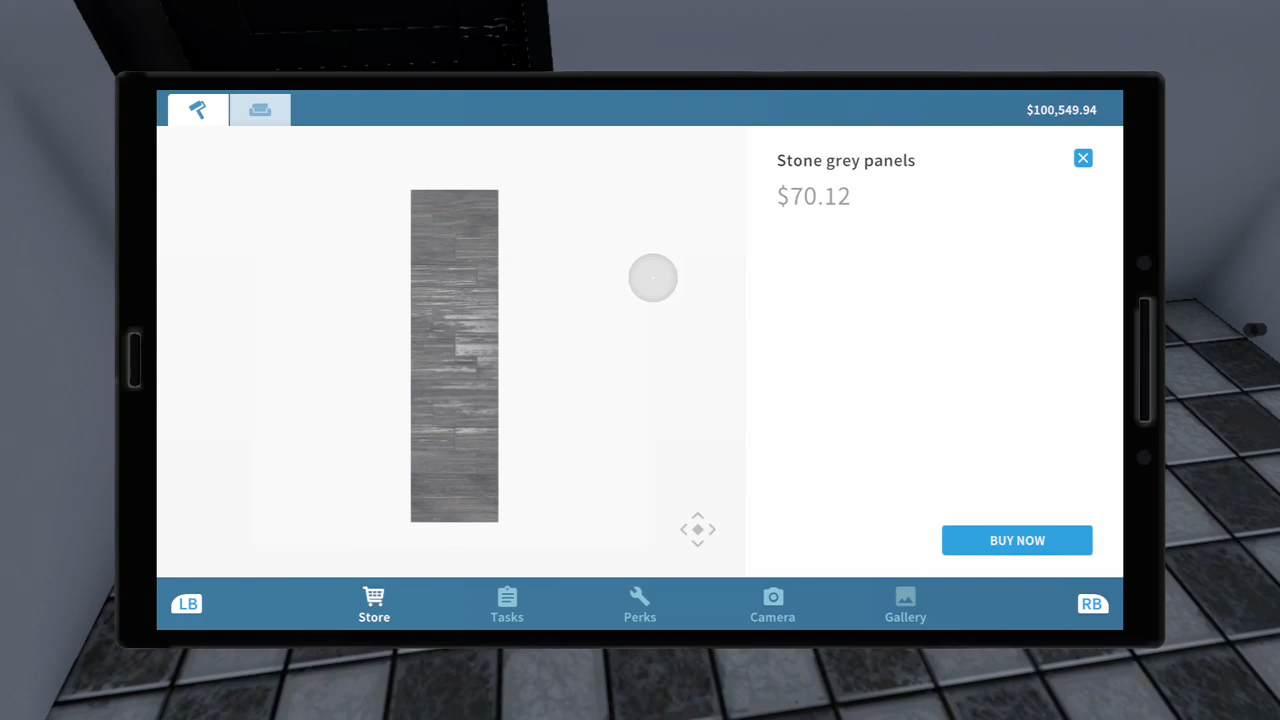 $100,549.94
Stone grey panels
$70.12
BUY NOW
LB
Store
Tasks
Perks
Camera
Gallery
RB